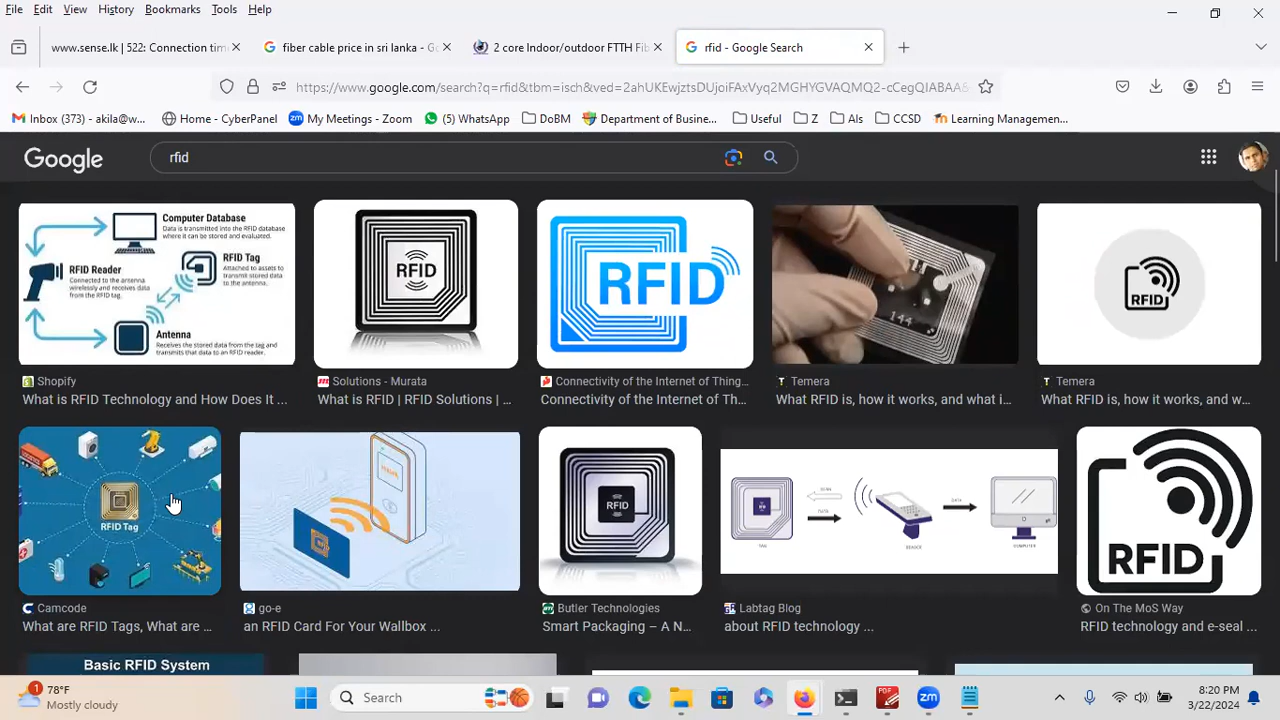 File Edit View History Bookmarks Tools Help
www.sense.lk | 522: Connection tim
fiber cable price in sri lanka - Go
2 core Indoor/outdoor FTTH Fib
rfid - Google Search
https://www.google.com/search?q=rfid&tbm=isch&ved=2ahUKEwjztsDUjoiFAxVyq2MGHYGVAQMQ2-cCegQIABAA&
Inbox (373) - akila@w...
Home - CyberPanel
My Meetings - Zoom
(5) WhatsApp
DoBM
Department of Busine...
Useful
Z
AIs
CCSD
Learning Managemen...
Google
rfid
Computer Database
Data is transmitted into the RFID database
where it can be stored and evaluated.
RFID Reader
Connected to the antenna
wirelessly and receives data
from the RFID tag.
RFID Tag
Attached to assets to
transmit stored data
to the antenna.
Antenna
Receives the stored data from the tag and
transmits that data to an RFID reader.
RFID
RFID
144
RFID
Shopify
What is RFID Technology and How Does It ...
Solutions - Murata
What is RFID | RFID Solutions | ...
Connectivity of the Internet of Thing...
Connectivity of the Internet of Th...
Temera
What RFID is, how it works, and what i...
Temera
What RFID is, how it works, and w...
RFID Tag
RFID
TAG
DATA
READER
DATA
COMPUTER
RFID
Camcode
What are RFID Tags, What are ...
go-e
an RFID Card For Your Wallbox ...
Butler Technologies
Smart Packaging – A N...
Labtag Blog
about RFID technology ...
On The MoS Way
RFID technology and e-seal ...
Basic RFID System
1
78°F
Mostly cloudy
Search
8:20 PM
3/22/2024